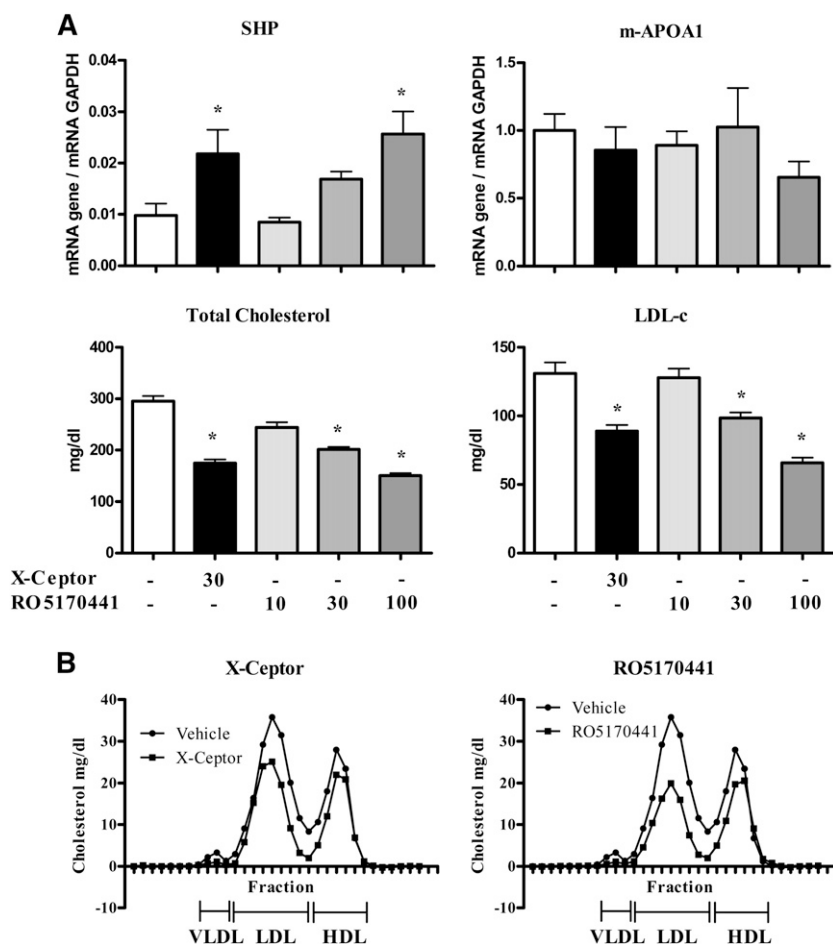 A
SHP
mRNA gene / mRNA GAPDH
0.04
0.03
0.02
0.01
0.00
*
*
m-APOA1
mRNA gene / mRNA GAPDH
1.5
1.0
0.5
0.0
Total Cholesterol
mg/dl
400
300
200
100
0
*
*
*
LDL-c
mg/dl
150
100
50
0
*
*
*
X-Ceptor - 30 - - - - 30 - - -
RO5170441 - - 10 30 100 - - 10 30 100
B
X-Ceptor
Cholesterol mg/dl
40
30
20
10
0
-10
Vehicle
X-Ceptor
Fraction
VLDL LDL HDL
RO5170441
Cholesterol mg/dl
40
30
20
10
0
-10
Vehicle
RO5170441
Fraction
VLDL LDL HDL